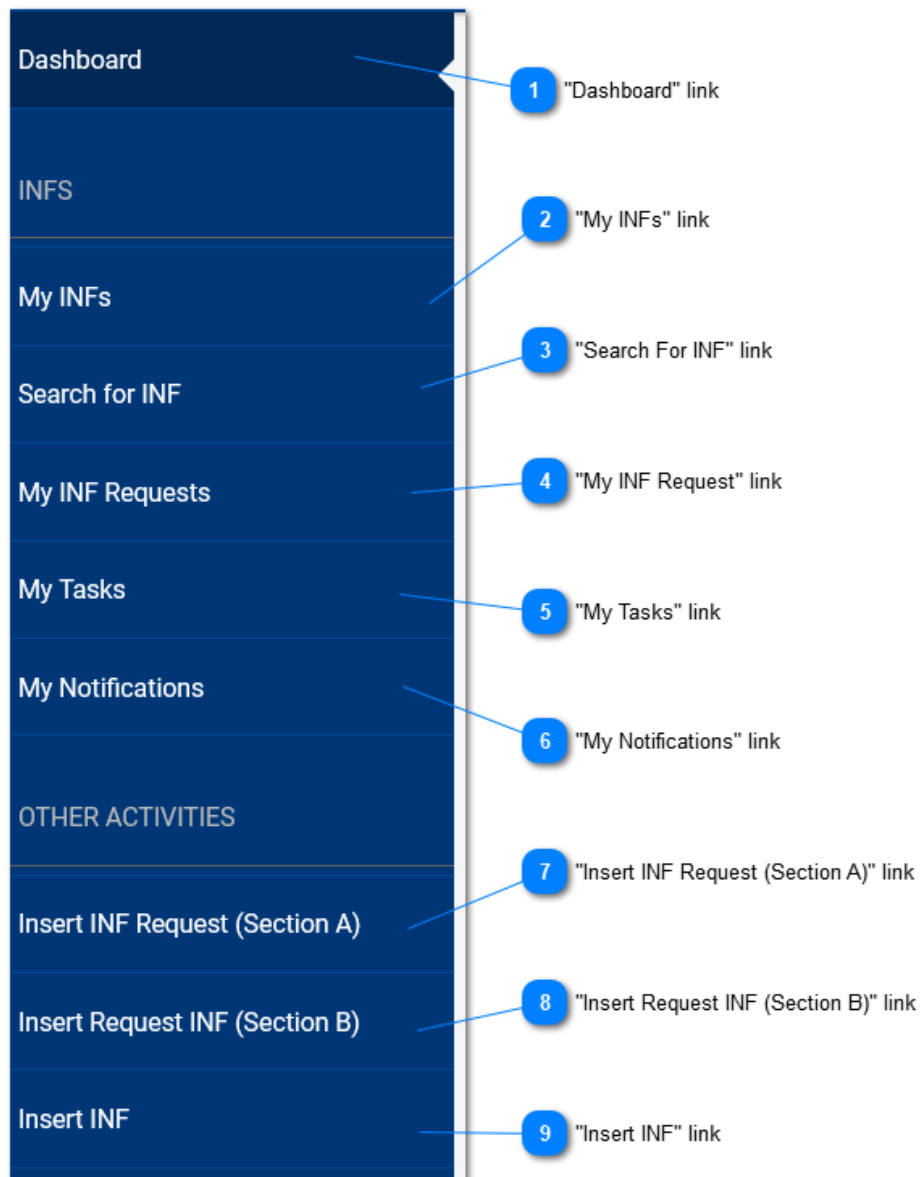 Dashboard
1 "Dashboard" link
INFS
2 "My INFs" link
My INFs
3 "Search For INF" link
Search for INF
4 "My INF Request" link
My INF Requests
My Tasks
5 "My Tasks" link
My Notifications
6 "My Notifications" link
OTHER ACTIVITIES
7 "Insert INF Request (Section A)" link
Insert INF Request (Section A)
8 "Insert Request INF (Section B)" link
Insert Request INF (Section B)
Insert INF
9 "Insert INF" link